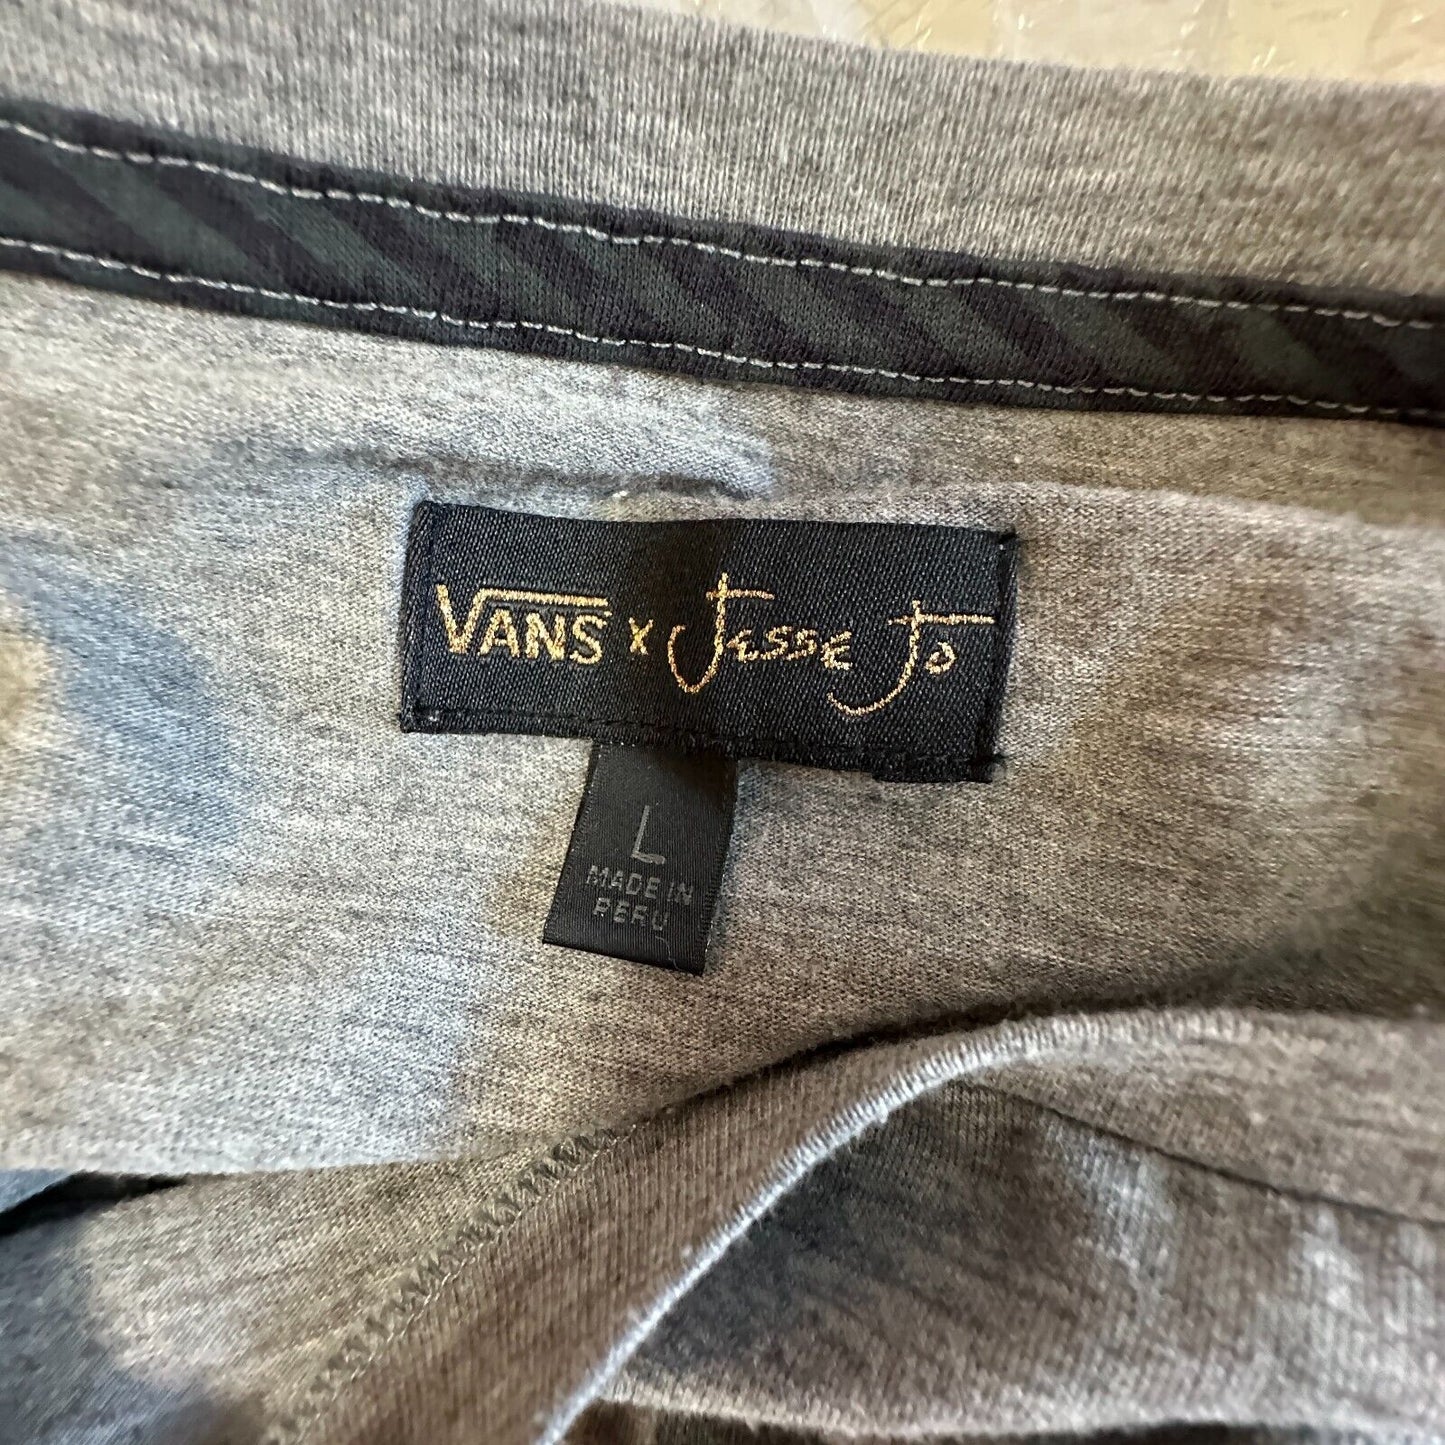 VANS x Jesse Jo
L
MADE IN
PERU